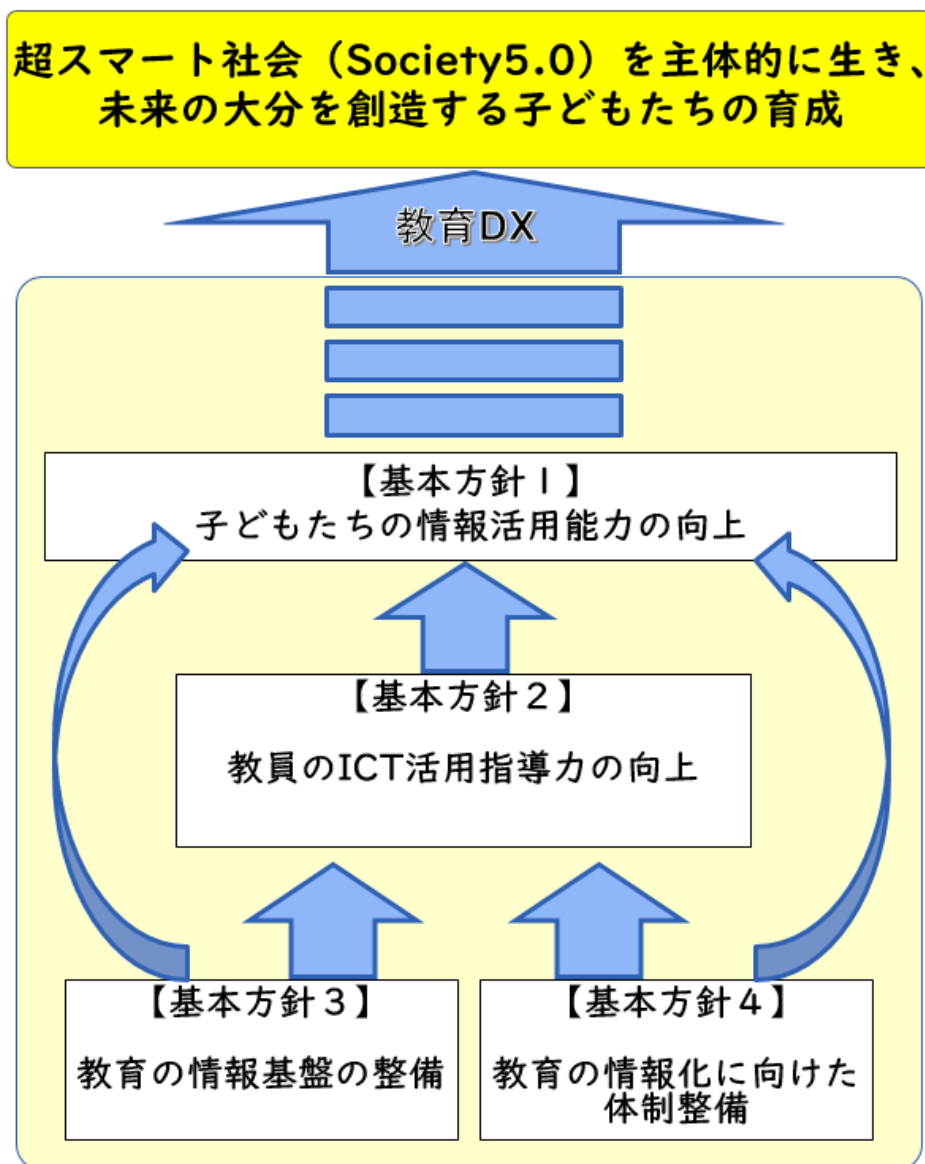 超スマート社会（Society5.0）を主体的に生き、
未来の大分を創造する子どもたちの育成
教育DX
【基本方針１】
子どもたちの情報活用能力の向上
【基本方針２】
教員のICT活用指導力の向上
【基本方針３】
教育の情報基盤の整備
【基本方針４】
教育の情報化に向けた
体制整備